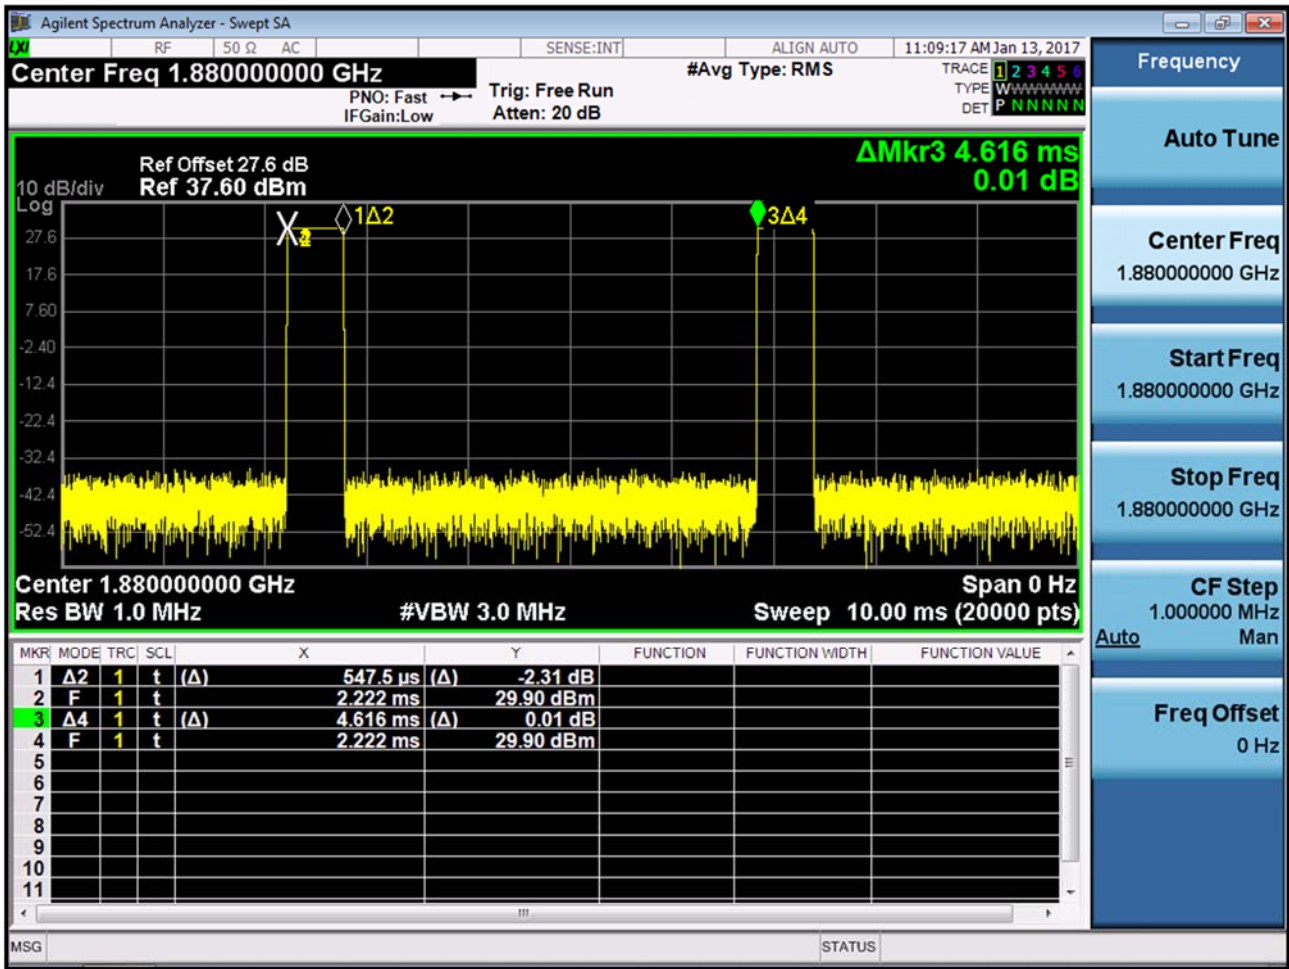 Agilent Spectrum Analyzer - Swept SA
LXI RF 50 Ω AC SENSE:INT ALIGN AUTO 11:09:17 AM Jan 13, 2017
Center Freq 1.880000000 GHz
#Avg Type: RMS
TRACE 1 2 3 4 5 6
TYPE WWWWWW
DET P N N N N N
PNO: Fast
IFGain:Low
Trig: Free Run
Atten: 20 dB
ΔMkr3 4.616 ms
0.01 dB
Ref Offset 27.6 dB
10 dB/div Ref 37.60 dBm
Log
1Δ2
3Δ4
27.6
17.6
7.60
-2.40
-12.4
-22.4
-32.4
-42.4
-52.4
Center 1.880000000 GHz Span 0 Hz
Res BW 1.0 MHz #VBW 3.0 MHz Sweep 10.00 ms (20000 pts)
MKR MODE TRC SCL X Y FUNCTION FUNCTION WIDTH FUNCTION VALUE
1 Δ2 1 t (Δ) 547.5 µs (Δ) -2.31 dB
2 F 1 t 2.222 ms 29.90 dBm
3 Δ4 1 t (Δ) 4.616 ms (Δ) 0.01 dB
4 F 1 t 2.222 ms 29.90 dBm
5
6
7
8
9
10
11
MSG STATUS
Frequency
Auto Tune
Center Freq
1.880000000 GHz
Start Freq
1.880000000 GHz
Stop Freq
1.880000000 GHz
CF Step
1.000000 MHz
Auto Man
Freq Offset
0 Hz